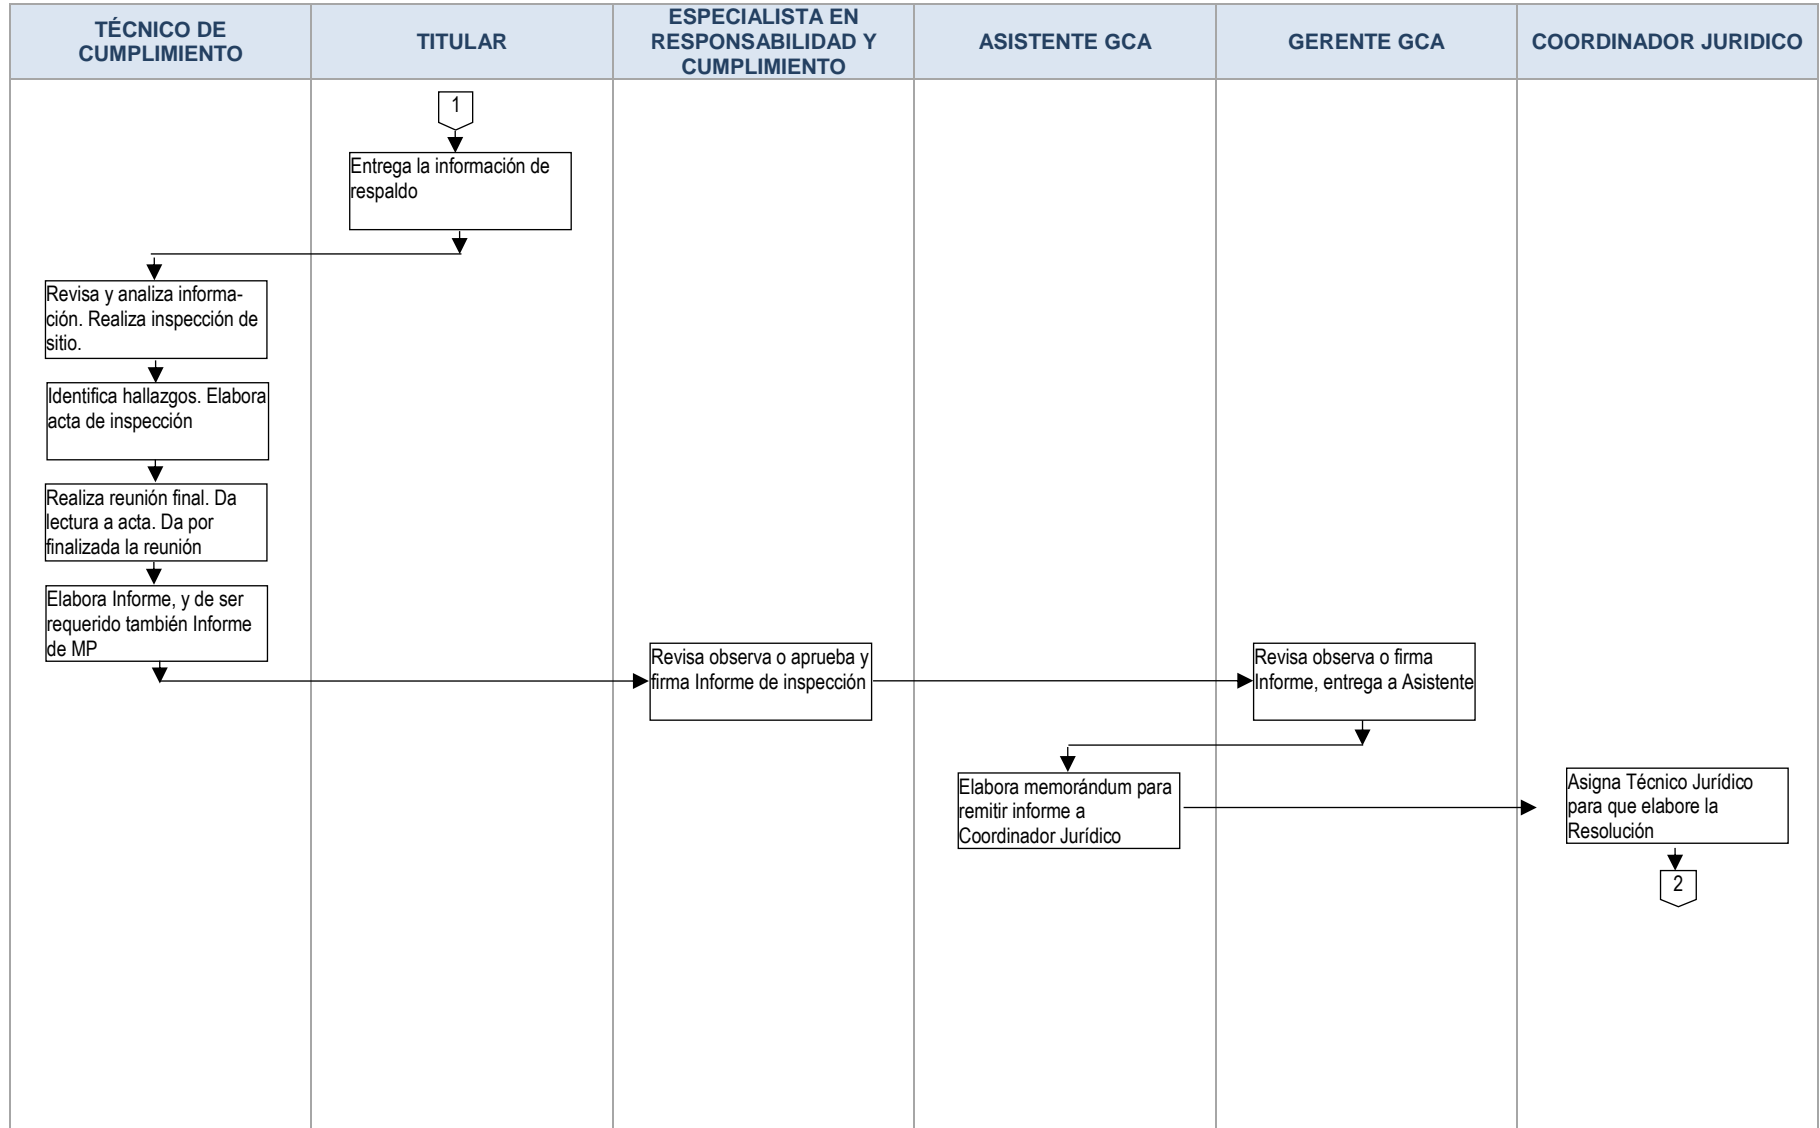 TÉCNICO DE
CUMPLIMIENTO
TITULAR
ESPECIALISTA EN
RESPONSABILIDAD Y
CUMPLIMIENTO
ASISTENTE GCA
GERENTE GCA
COORDINADOR JURIDICO
1
Entrega la información de
respaldo
Revisa y analiza informa-
ción. Realiza inspección de
sitio.
Identifica hallazgos. Elabora
acta de inspección
Realiza reunión final. Da
lectura a acta. Da por
finalizada la reunión
Elabora Informe, y de ser
requerido también Informe
de MP
Revisa observa o aprueba y
firma Informe de inspección
Revisa observa o firma
Informe, entrega a Asistente
Elabora memorándum para
remitir informe a
Coordinador Jurídico
Asigna Técnico Jurídico
para que elabore la
Resolución
2